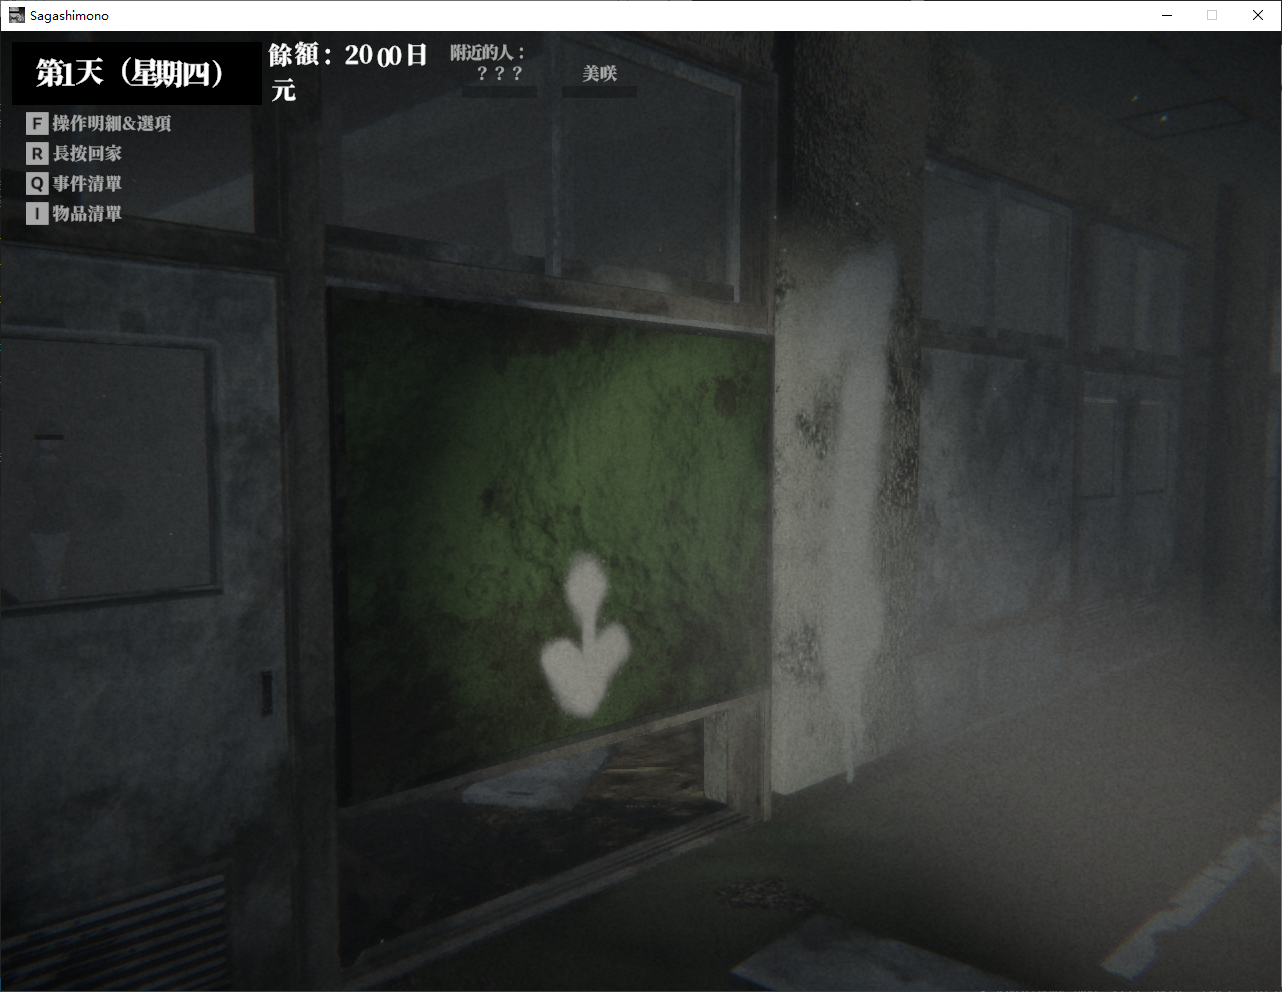 Sagashimono
第1天（星期四）
餘額：2000日
元
附近的人：
？？？ 美咲
F 操作明細&選項
R 長按回家
Q 事件清單
I 物品清單